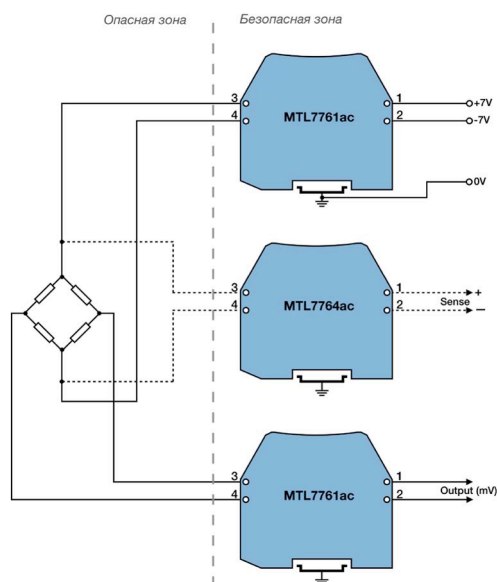 Опасная зона
Безопасная зона
3
4
MTL7761ac
1
2
+7V
-7V
0V
3
4
MTL7764ac
1
2
+
Sense
−
3
4
MTL7761ac
1
2
Output (mV)